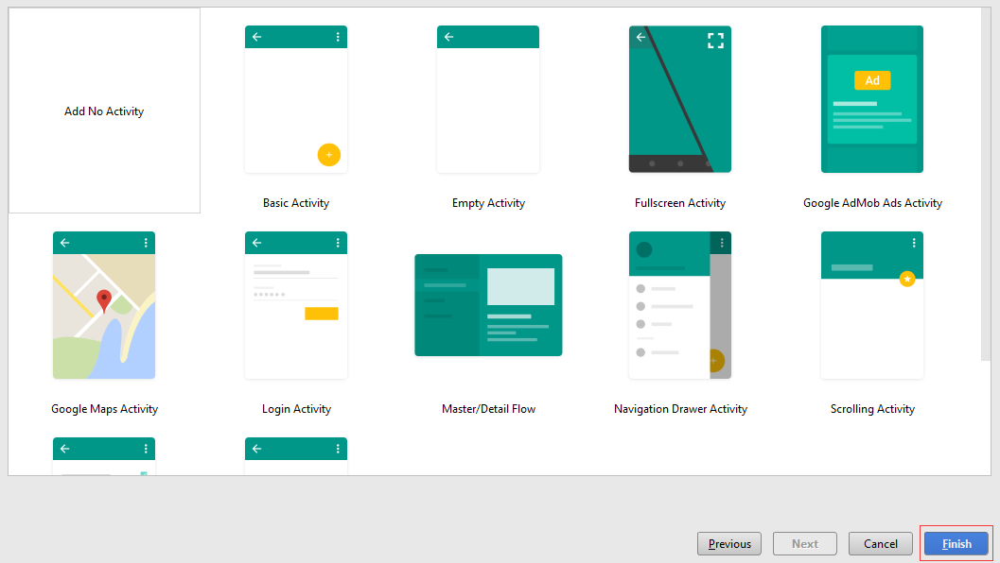 Add No Activity
Basic Activity
Empty Activity
Fullscreen Activity
Ad
Google AdMob Ads Activity
Google Maps Activity
Login Activity
Master/Detail Flow
Navigation Drawer Activity
Scrolling Activity
Previous
Next
Cancel
Finish